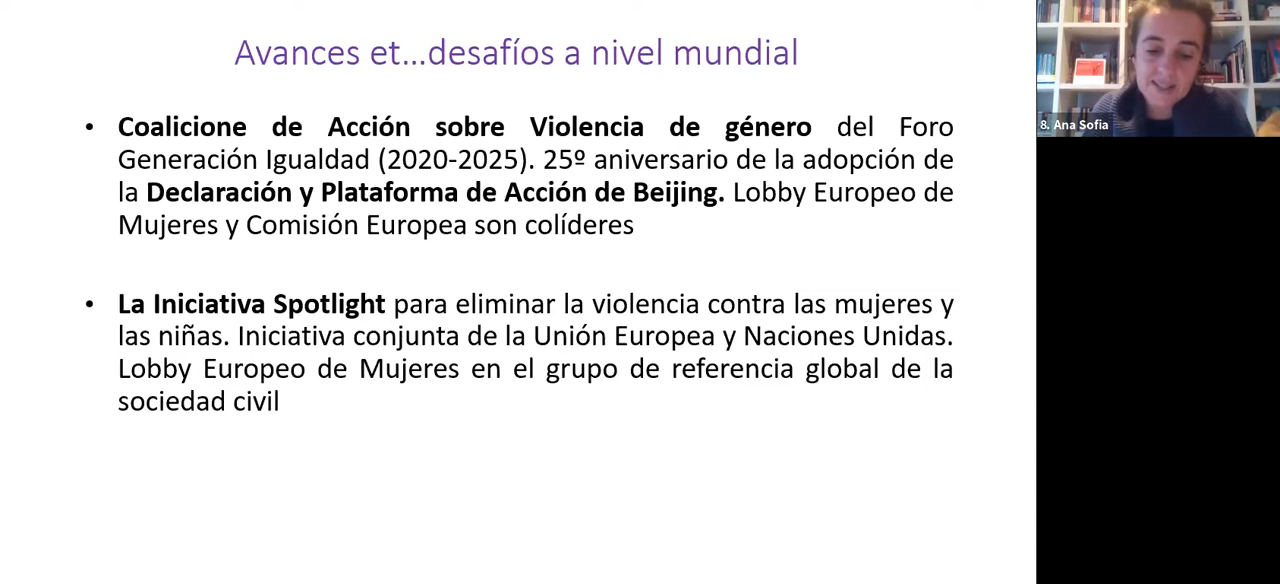 Avances et...desafíos a nivel mundial
• Coalicione de Acción sobre Violencia de género del Foro
Generación Igualdad (2020-2025). 25º aniversario de la adopción de
la Declaración y Plataforma de Acción de Beijing. Lobby Europeo de
Mujeres y Comisión Europea son colíderes
• La Iniciativa Spotlight para eliminar la violencia contra las mujeres y
las niñas. Iniciativa conjunta de la Unión Europea y Naciones Unidas.
Lobby Europeo de Mujeres en el grupo de referencia global de la
sociedad civil
8. Ana Sofia